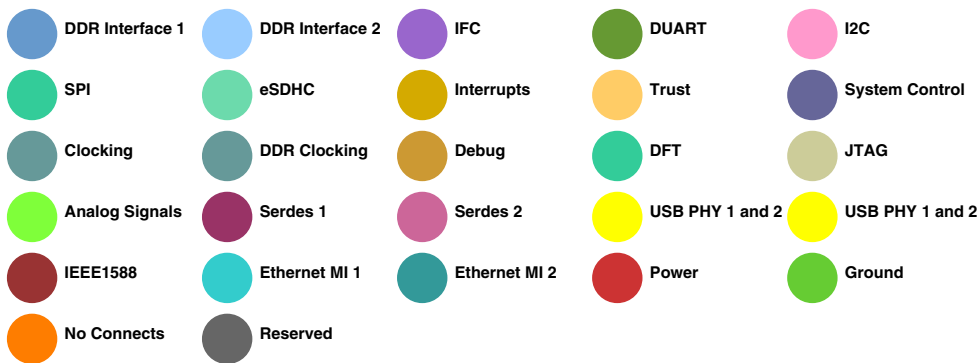 DDR Interface 1 DDR Interface 2 IFC DUART I2C
SPI eSDHC Interrupts Trust System Control
Clocking DDR Clocking Debug DFT JTAG
Analog Signals Serdes 1 Serdes 2 USB PHY 1 and 2 USB PHY 1 and 2
IEEE1588 Ethernet MI 1 Ethernet MI 2 Power Ground
No Connects Reserved